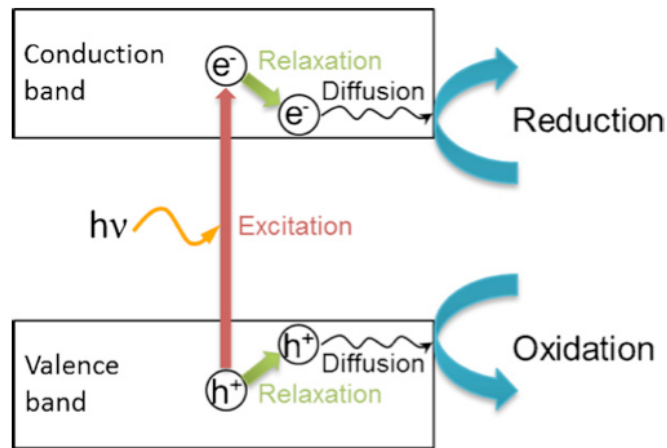 Conduction
band
e⁻
Relaxation
e⁻
Diffusion
Reduction
hν
Excitation
Valence
band
h⁺
Diffusion
h⁺
Relaxation
Oxidation